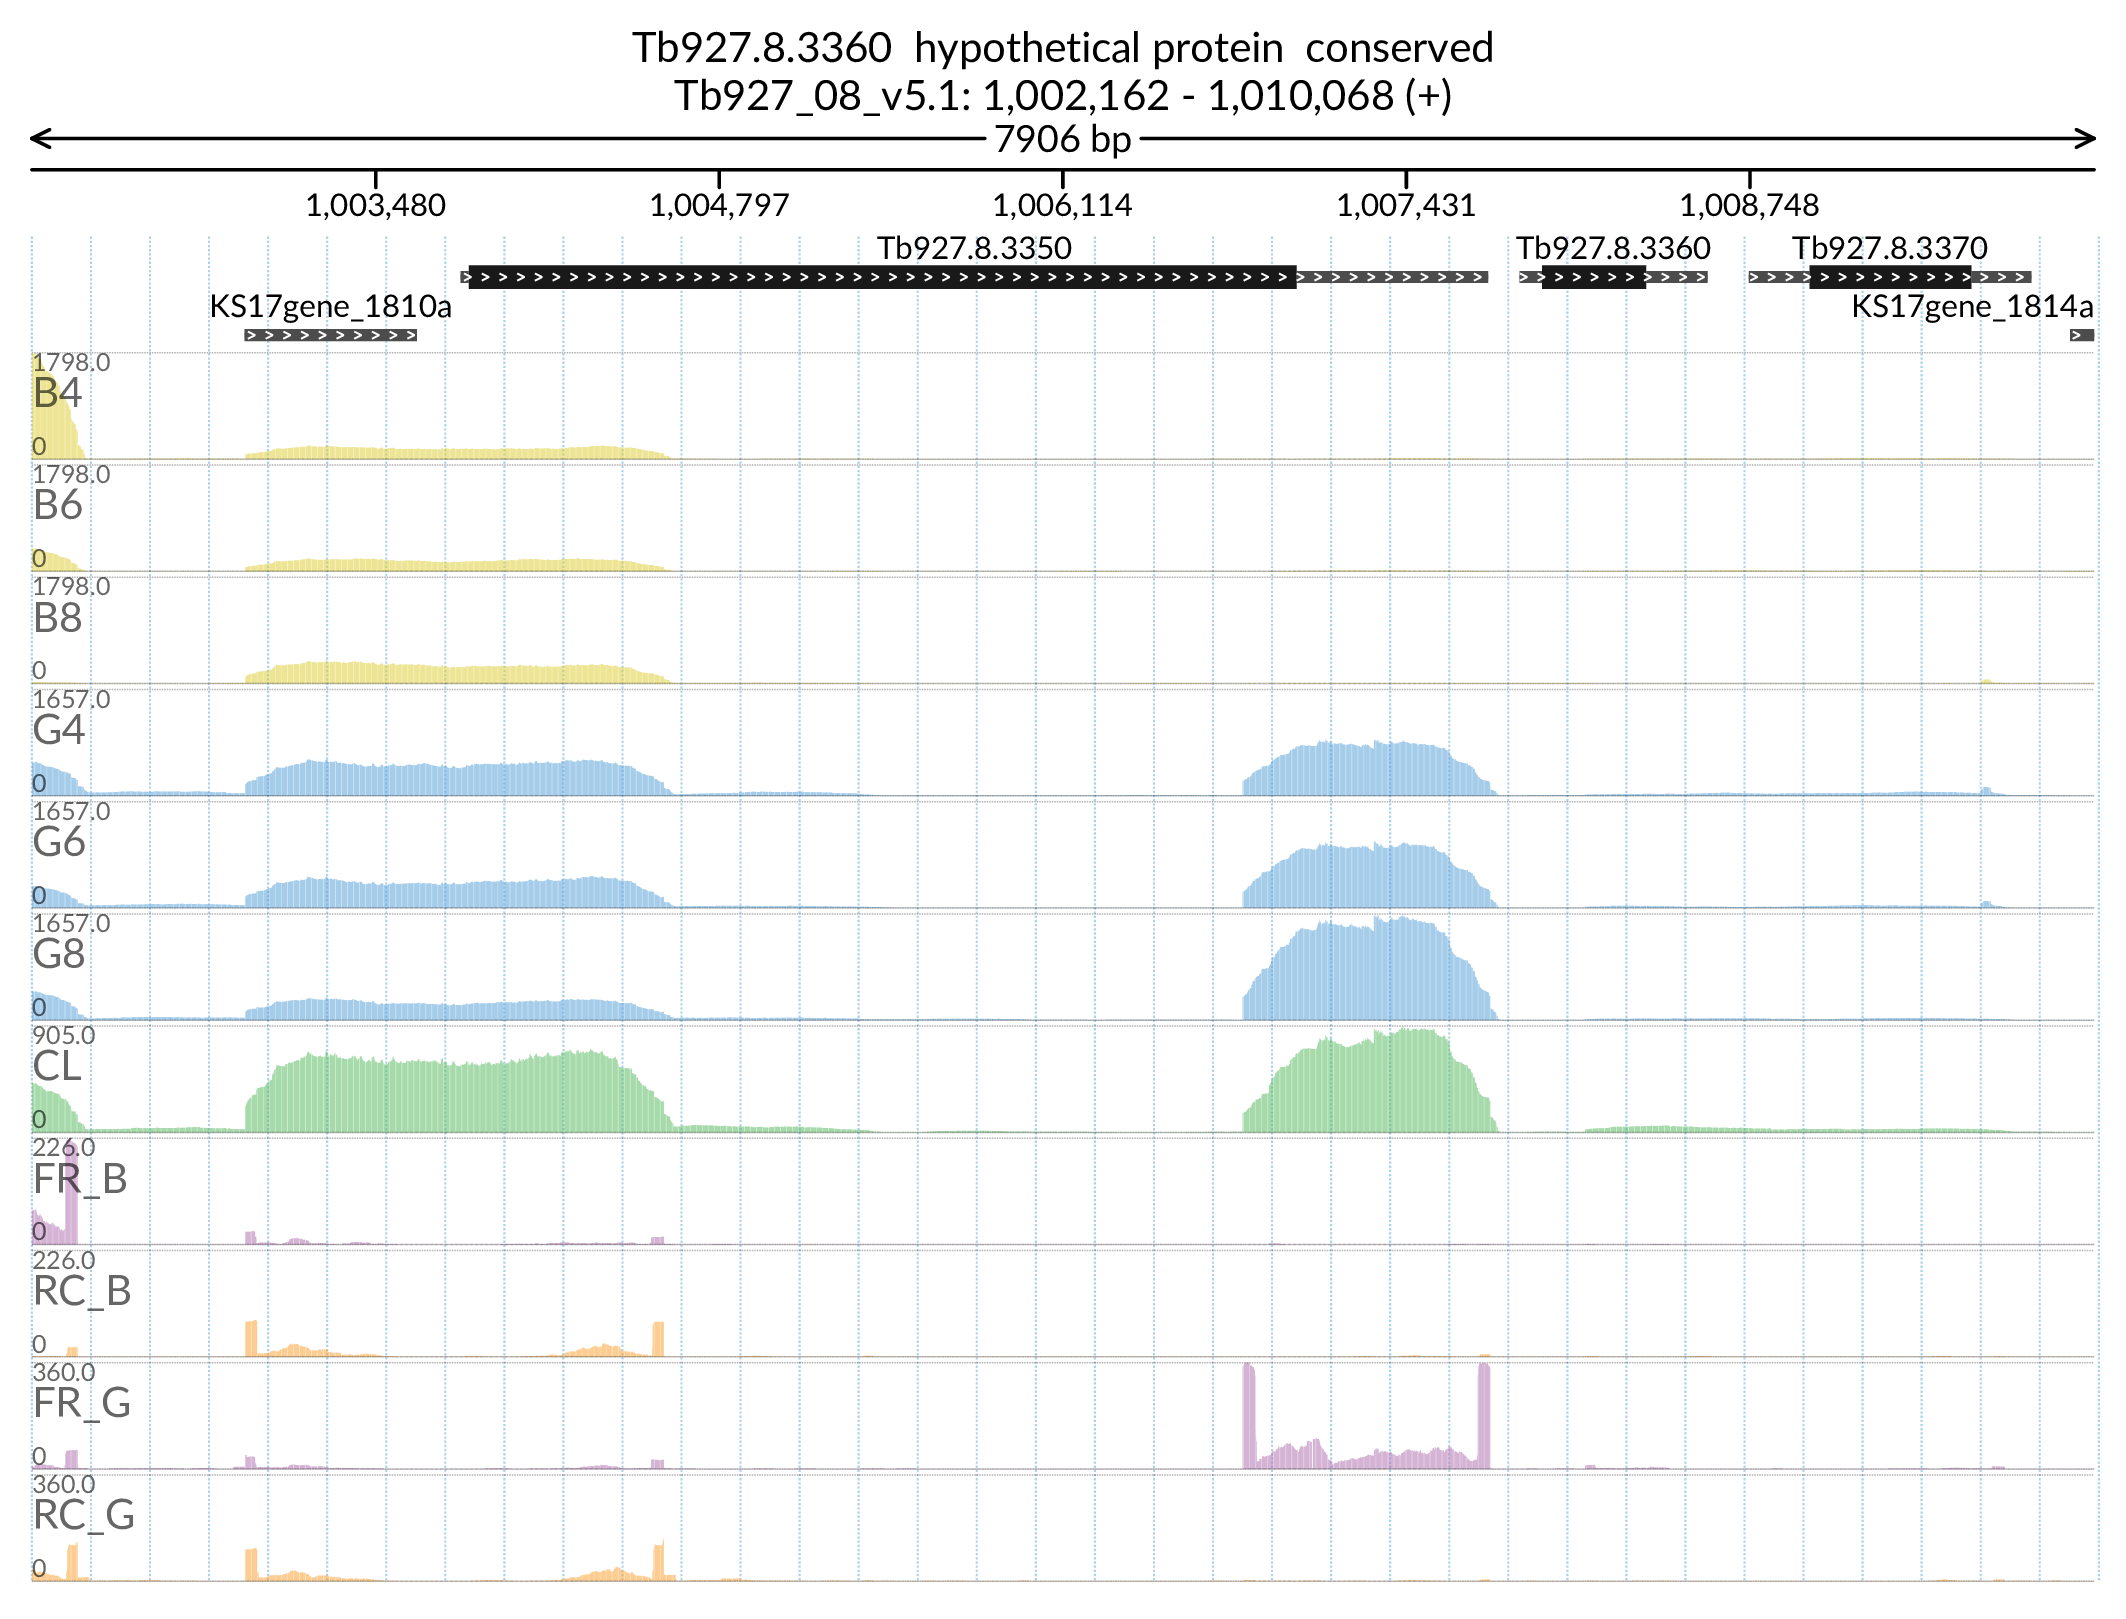 Tb927.8.3360 hypothetical protein conserved
Tb927_08_v5.1: 1,002,162 - 1,010,068 (+)
7906 bp
1,003,480 1,004,797 1,006,114 1,007,431 1,008,748
Tb927.8.3350 Tb927.8.3360 Tb927.8.3370
KS17gene_1810a KS17gene_1814a
1798.0
B4
0
1798.0
B6
0
1798.0
B8
0
1657.0
G4
0
1657.0
G6
0
1657.0
G8
0
905.0
CL
0
226.0
FR_B
0
226.0
RC_B
0
360.0
FR_G
0
360.0
RC_G
0